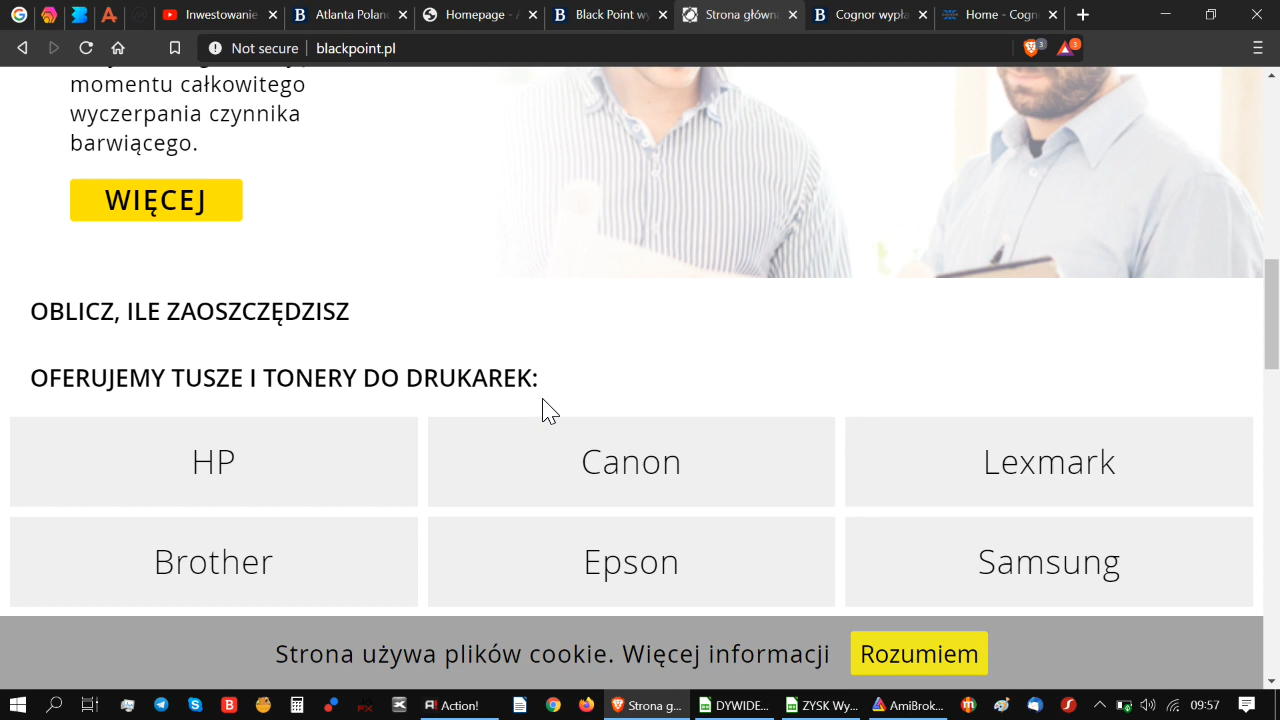 Inwestowanie
Atlanta Polan
Homepage - A
Black Point wy
Strona główn
Cognor wypła
Home - Cogn
Not secure
blackpoint.pl
3
3
momentu całkowitego
wyczerpania czynnika
barwiącego.
WIĘCEJ
OBLICZ, ILE ZAOSZCZĘDZISZ
OFERUJEMY TUSZE I TONERY DO DRUKAREK:
HP
Canon
Lexmark
Brother
Epson
Samsung
Strona używa plików cookie. Więcej informacji
Rozumiem
Action!
Strona g...
DYWIDE...
ZYSK Wy...
AmiBrok...
09:57